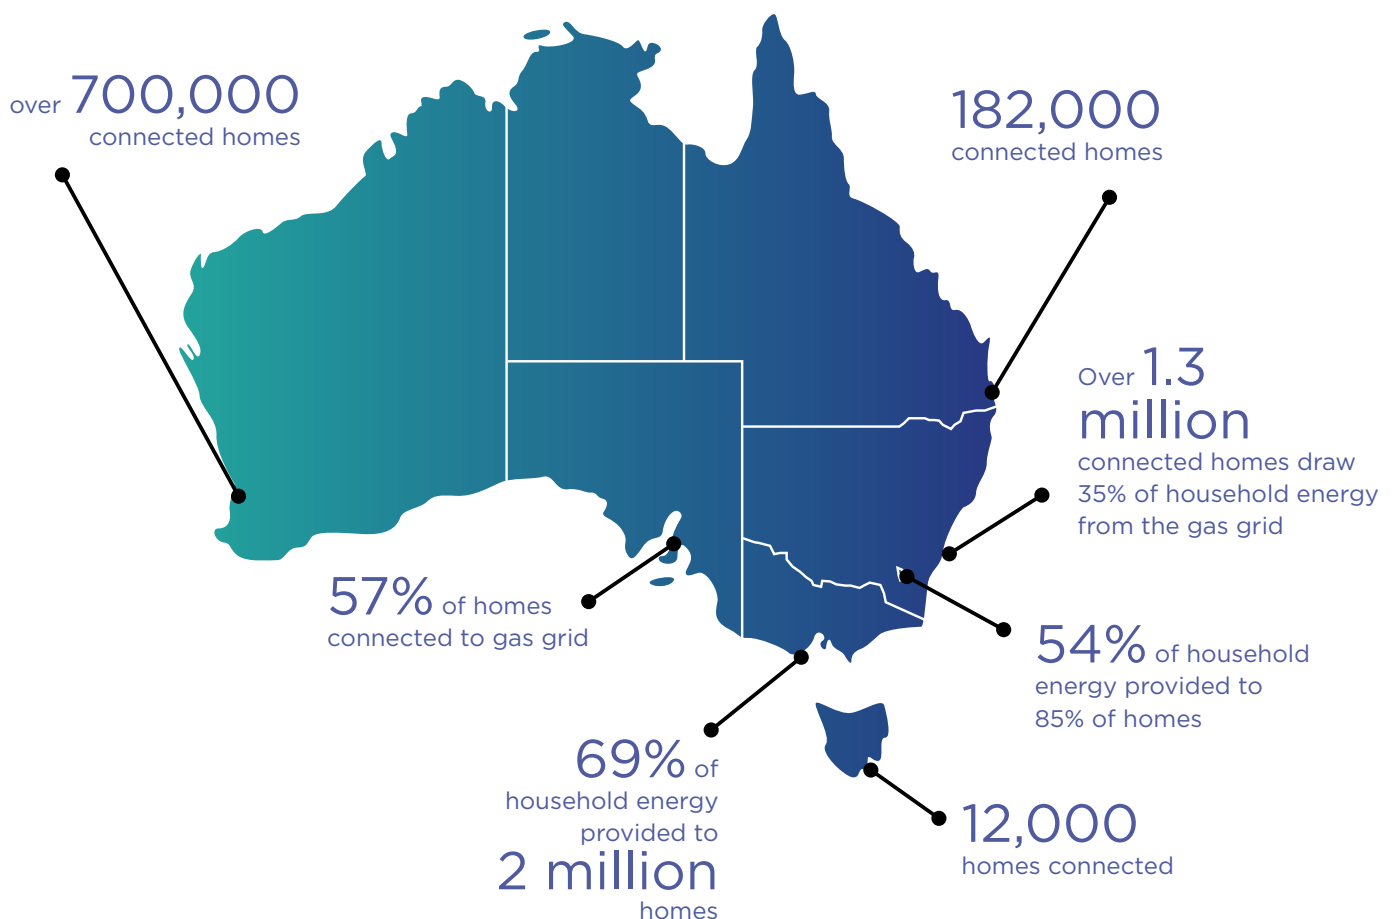 over 700,000
connected homes
182,000
connected homes
Over 1.3
million
connected homes draw
35% of household energy
from the gas grid
57% of homes
connected to gas grid
54% of household
energy provided to
85% of homes
69% of
household energy
provided to
2 million
homes
12,000
homes connected